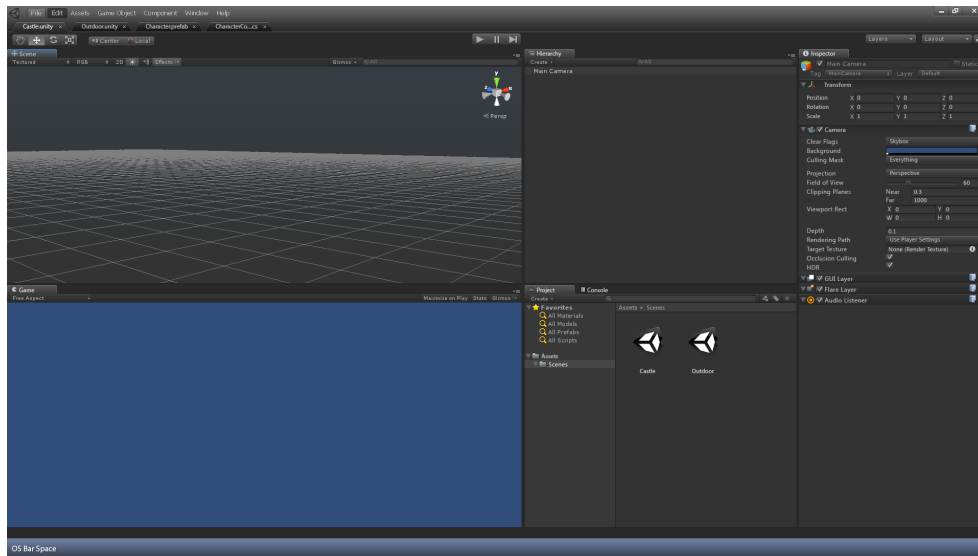 File Edit Assets Game Object Component Window Help
Castle.unity × Outdoor.unity × Character.prefab × CharacterCo...cs ×
Center Local Layers Layout
Scene
Textured RGB 2D Effects Gizmos All
y
z x
Persp
Hierarchy
Create All
Main Camera
Game
Free Aspect Maximize on Play Stats Gizmos
Project Console
Create
Favorites
All Materials
All Models
All Prefabs
All Scripts
Assets
Scenes
Assets ▸ Scenes
Castle Outdoor
Inspector
Main Camera Static
Tag MainCamera Layer Default
Transform
Position X 0 Y 0 Z 0
Rotation X 0 Y 0 Z 0
Scale X 1 Y 1 Z 1
Camera
Clear Flags Skybox
Background
Culling Mask Everything
Projection Perspective
Field of View 60
Clipping Planes Near 0.3
Far 1000
Viewport Rect X 0 Y 0
W 0 H 0
Depth 0.1
Rendering Path Use Player Settings
Target Texture None (Render Texture)
Occlusion Culling
HDR
GUI Layer
Flare Layer
Audio Listener
OS Bar Space